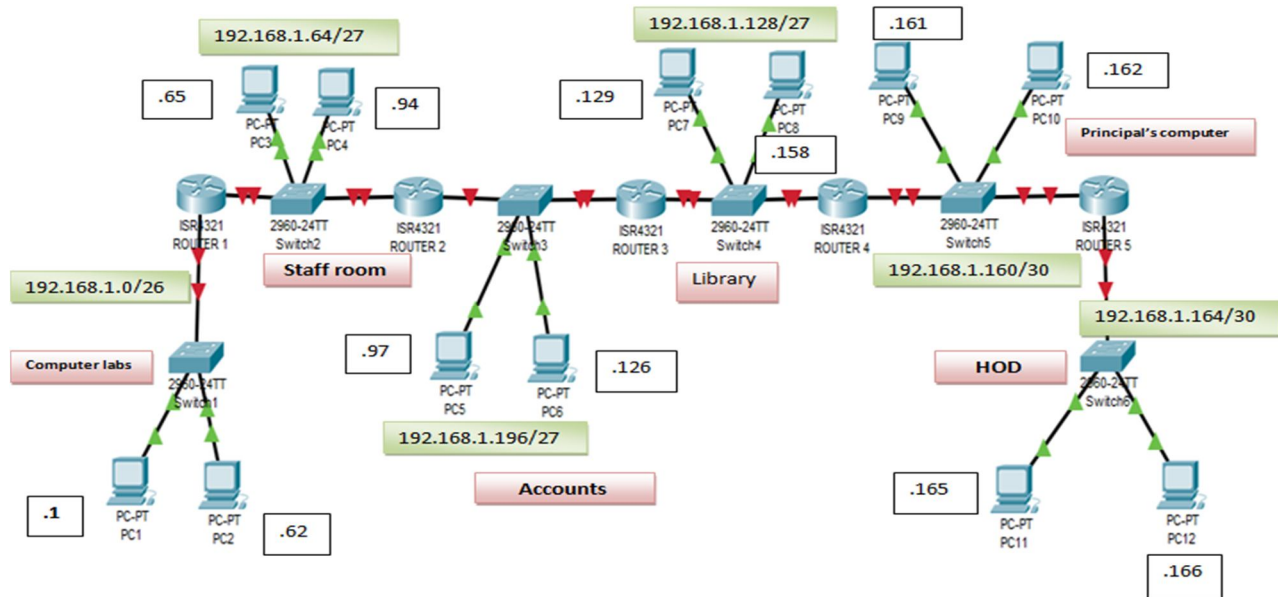 192.168.1.64/27
192.168.1.128/27
.161
.162
.65
.94
.129
PC-PT
PC3
PC-PT
PC4
PC-PT
PC7
PC-PT
PC8
.158
PC-PT
PC9
PC-PT
PC10
Principal's computer
ISR4321
ROUTER 1
2960-24TT
Switch2
ISR4321
ROUTER 2
2960-24TT
Switch3
ISR4321
ROUTER 3
2960-24TT
Switch4
ISR4321
ROUTER 4
2960-24TT
Switch5
ISR4321
ROUTER 5
Staff room
Library
192.168.1.160/30
192.168.1.0/26
192.168.1.164/30
Computer labs
2960-24TT
Switch1
.97
PC-PT
PC5
PC-PT
PC6
.126
HOD
2960-24TT
Switch6
192.168.1.196/27
Accounts
.1
PC-PT
PC1
PC-PT
PC2
.62
.165
PC-PT
PC11
PC-PT
PC12
.166